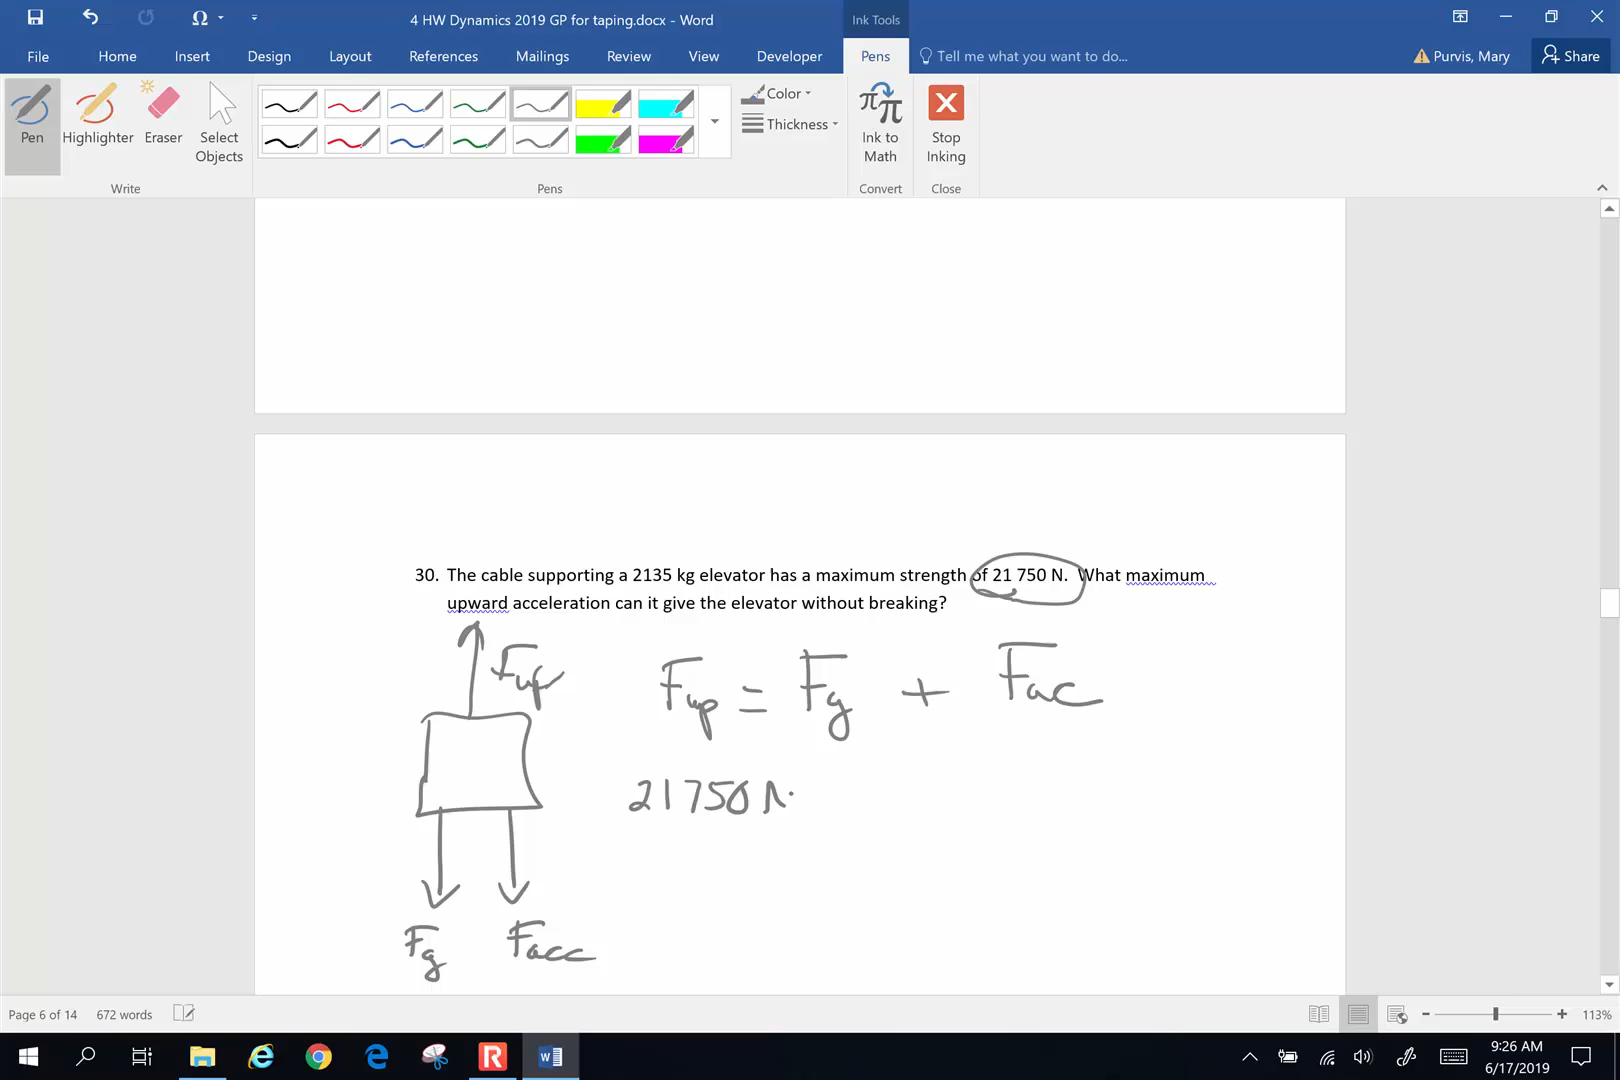 4 HW Dynamics 2019 GP for taping.docx - Word
Ink Tools
File Home Insert Design Layout References Mailings Review View Developer Pens Tell me what you want to do... Purvis, Mary Share
Pen Highlighter Eraser Select Objects
Color
Thickness
Ink to Math
Stop Inking
Write Pens Convert Close
30. The cable supporting a 2135 kg elevator has a maximum strength of 21 750 N. What maximum
upward acceleration can it give the elevator without breaking?
Fup
Fup = Fg + Fac
21750 N
Fg Facc
Page 6 of 14 672 words 113%
9:26 AM
6/17/2019